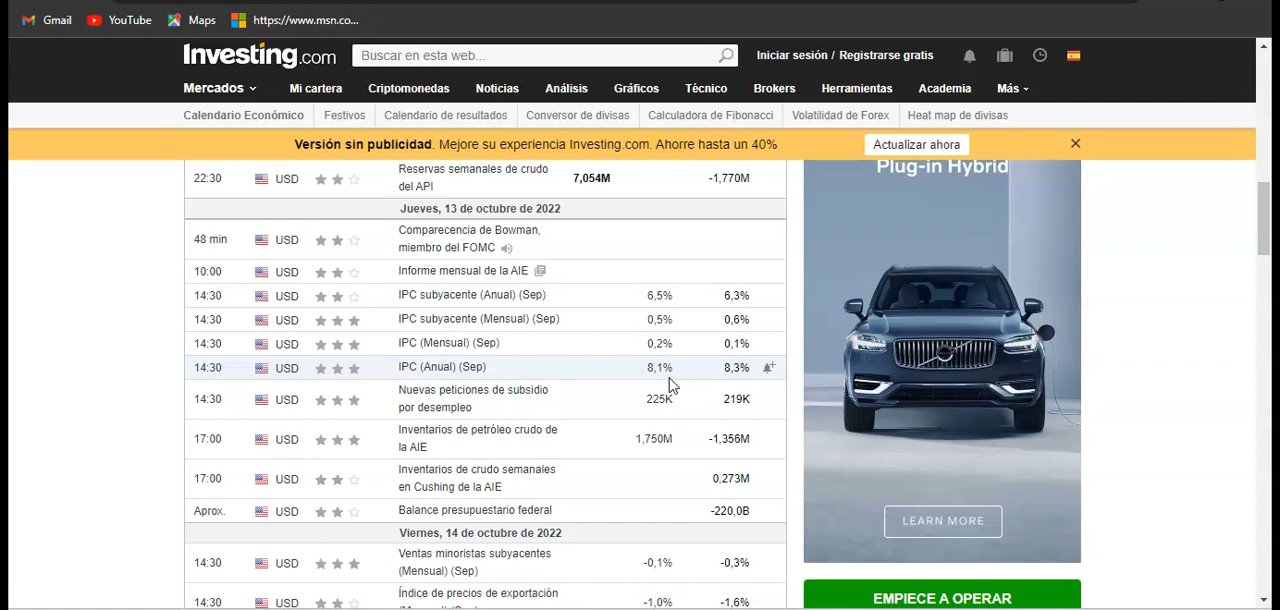 Gmail YouTube Maps https://www.msn.co...
Investing.com Buscar en esta web... Iniciar sesión / Registrarse gratis
Mercados Mi cartera Criptomonedas Noticias Análisis Gráficos Técnico Brokers Herramientas Academia Más
Calendario Económico Festivos Calendario de resultados Conversor de divisas Calculadora de Fibonacci Volatilidad de Forex Heat map de divisas
Versión sin publicidad. Mejore su experiencia Investing.com. Ahorre hasta un 40% Actualizar ahora
22:30 USD Reservas semanales de crudo
del API 7,054M -1,770M
Jueves, 13 de octubre de 2022
48 min USD Comparecencia de Bowman,
miembro del FOMC
10:00 USD Informe mensual de la AIE
14:30 USD IPC subyacente (Anual) (Sep) 6,5% 6,3%
14:30 USD IPC subyacente (Mensual) (Sep) 0,5% 0,6%
14:30 USD IPC (Mensual) (Sep) 0,2% 0,1%
14:30 USD IPC (Anual) (Sep) 8,1% 8,3%
14:30 USD Nuevas peticiones de subsidio
por desempleo 225K 219K
17:00 USD Inventarios de petróleo crudo de
la AIE 1,750M -1,356M
17:00 USD Inventarios de crudo semanales
en Cushing de la AIE 0,273M
Aprox. USD Balance presupuestario federal -220,0B
Viernes, 14 de octubre de 2022
14:30 USD Ventas minoristas subyacentes
(Mensual) (Sep) -0,1% -0,3%
14:30 USD Índice de precios de exportación
-1,0% -1,6%
Plug-in Hybrid
LEARN MORE
EMPIECE A OPERAR